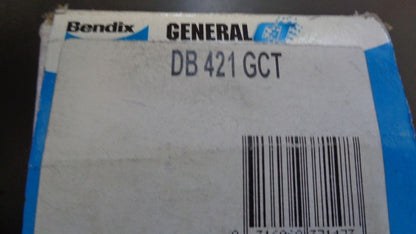 Bendix GENERAL CT
DB 421 GCT